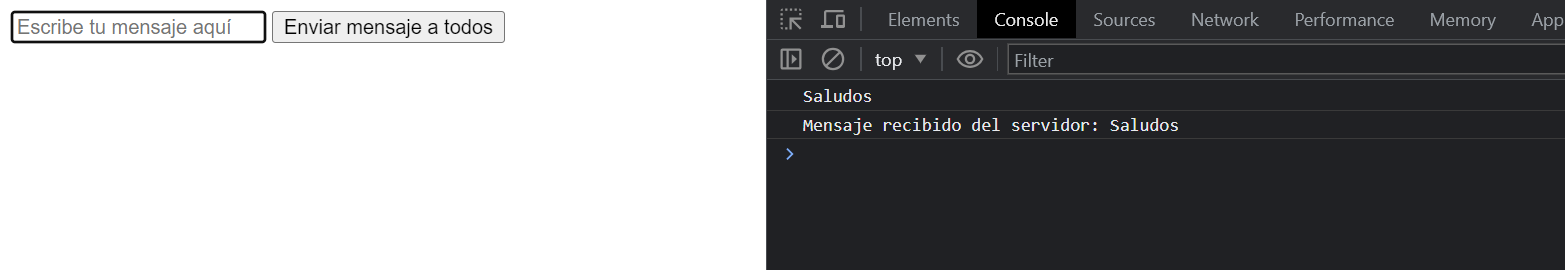 Escribe tu mensaje aquí Enviar mensaje a todos
Elements Console Sources Network Performance Memory App
top Filter
Saludos
Mensaje recibido del servidor: Saludos